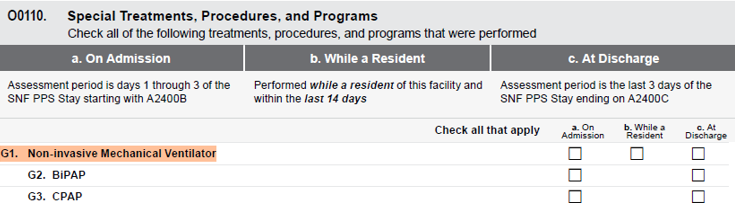 O0110. Special Treatments, Procedures, and Programs
Check all of the following treatments, procedures, and programs that were performed
a. On Admission b. While a Resident c. At Discharge
Assessment period is days 1 through 3 of the SNF PPS Stay starting with A2400B
Performed while a resident of this facility and within the last 14 days
Assessment period is the last 3 days of the SNF PPS Stay ending on A2400C
Check all that apply
a. On Admission
b. While a Resident
c. At Discharge
G1. Non-invasive Mechanical Ventilator
G2. BiPAP
G3. CPAP